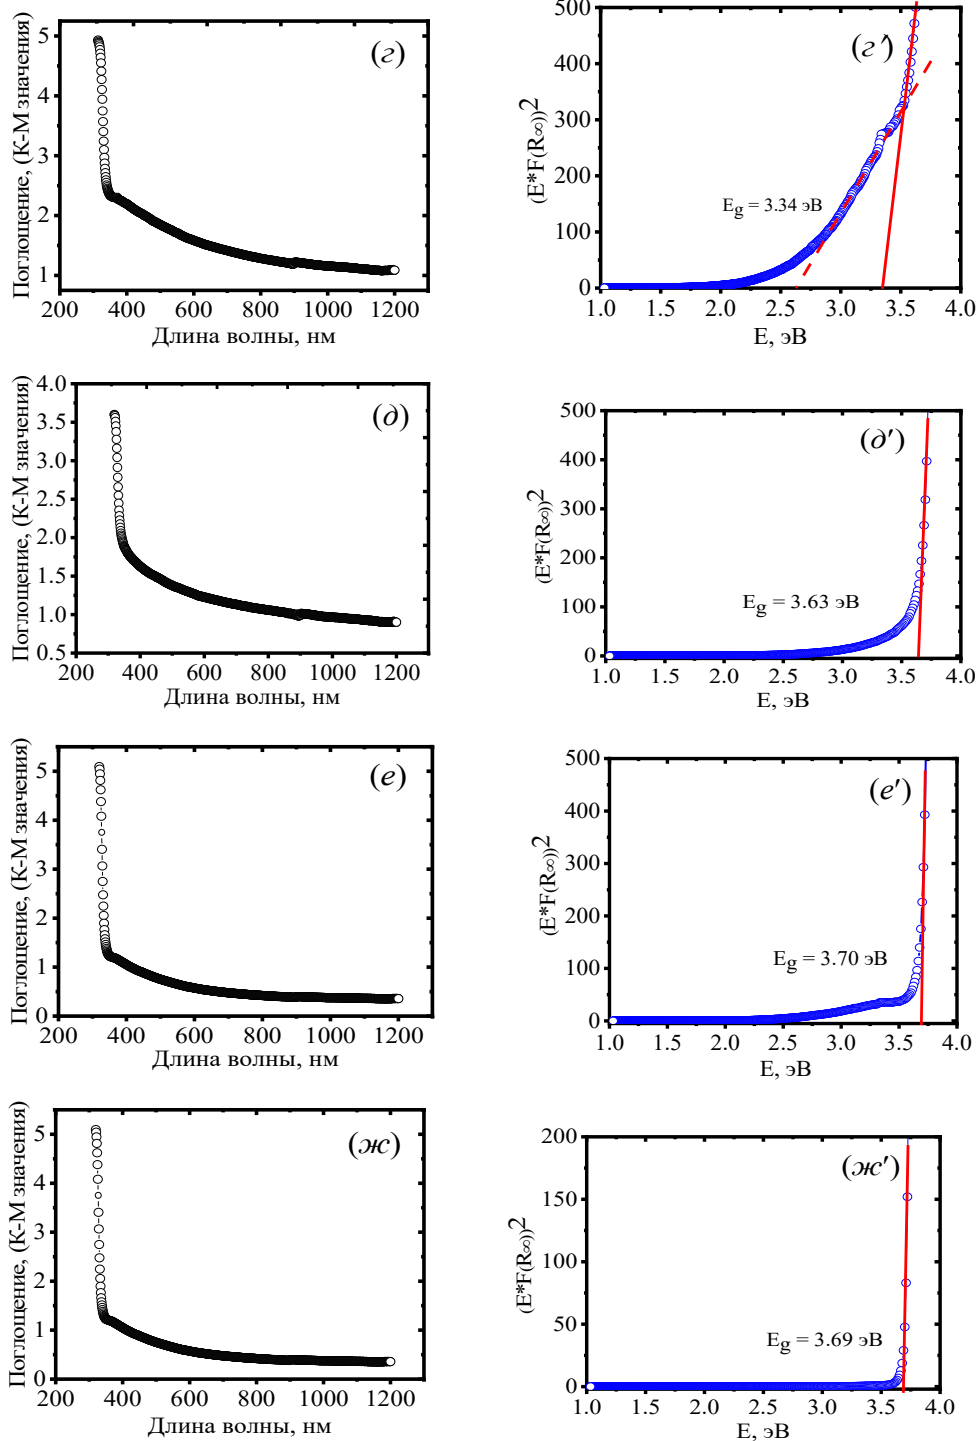 Поглощение, (К-М значения)
5
4
3
2
1
200 400 600 800 1000 1200
Длина волны, нм
(г)
(E*F(R∞))2
500
400
300
200
100
0
1.0 1.5 2.0 2.5 3.0 3.5 4.0
E, эВ
(г')
Eg = 3.34 эВ
Поглощение, (К-М значения)
4.0
3.5
3.0
2.5
2.0
1.5
1.0
0.5
200 400 600 800 1000 1200
Длина волны, нм
(д)
(E*F(R∞))2
500
400
300
200
100
0
1.0 1.5 2.0 2.5 3.0 3.5 4.0
E, эВ
(д')
Eg = 3.63 эВ
Поглощение, (К-М значения)
5
4
3
2
1
0
200 400 600 800 1000 1200
Длина волны, нм
(е)
(E*F(R∞))2
500
400
300
200
100
0
1.0 1.5 2.0 2.5 3.0 3.5 4.0
E, эВ
(е')
Eg = 3.70 эВ
Поглощение, (К-М значения)
5
4
3
2
1
0
200 400 600 800 1000 1200
Длина волны, нм
(ж)
(E*F(R∞))2
200
150
100
50
0
1.0 1.5 2.0 2.5 3.0 3.5 4.0
E, эВ
(ж')
Eg = 3.69 эВ